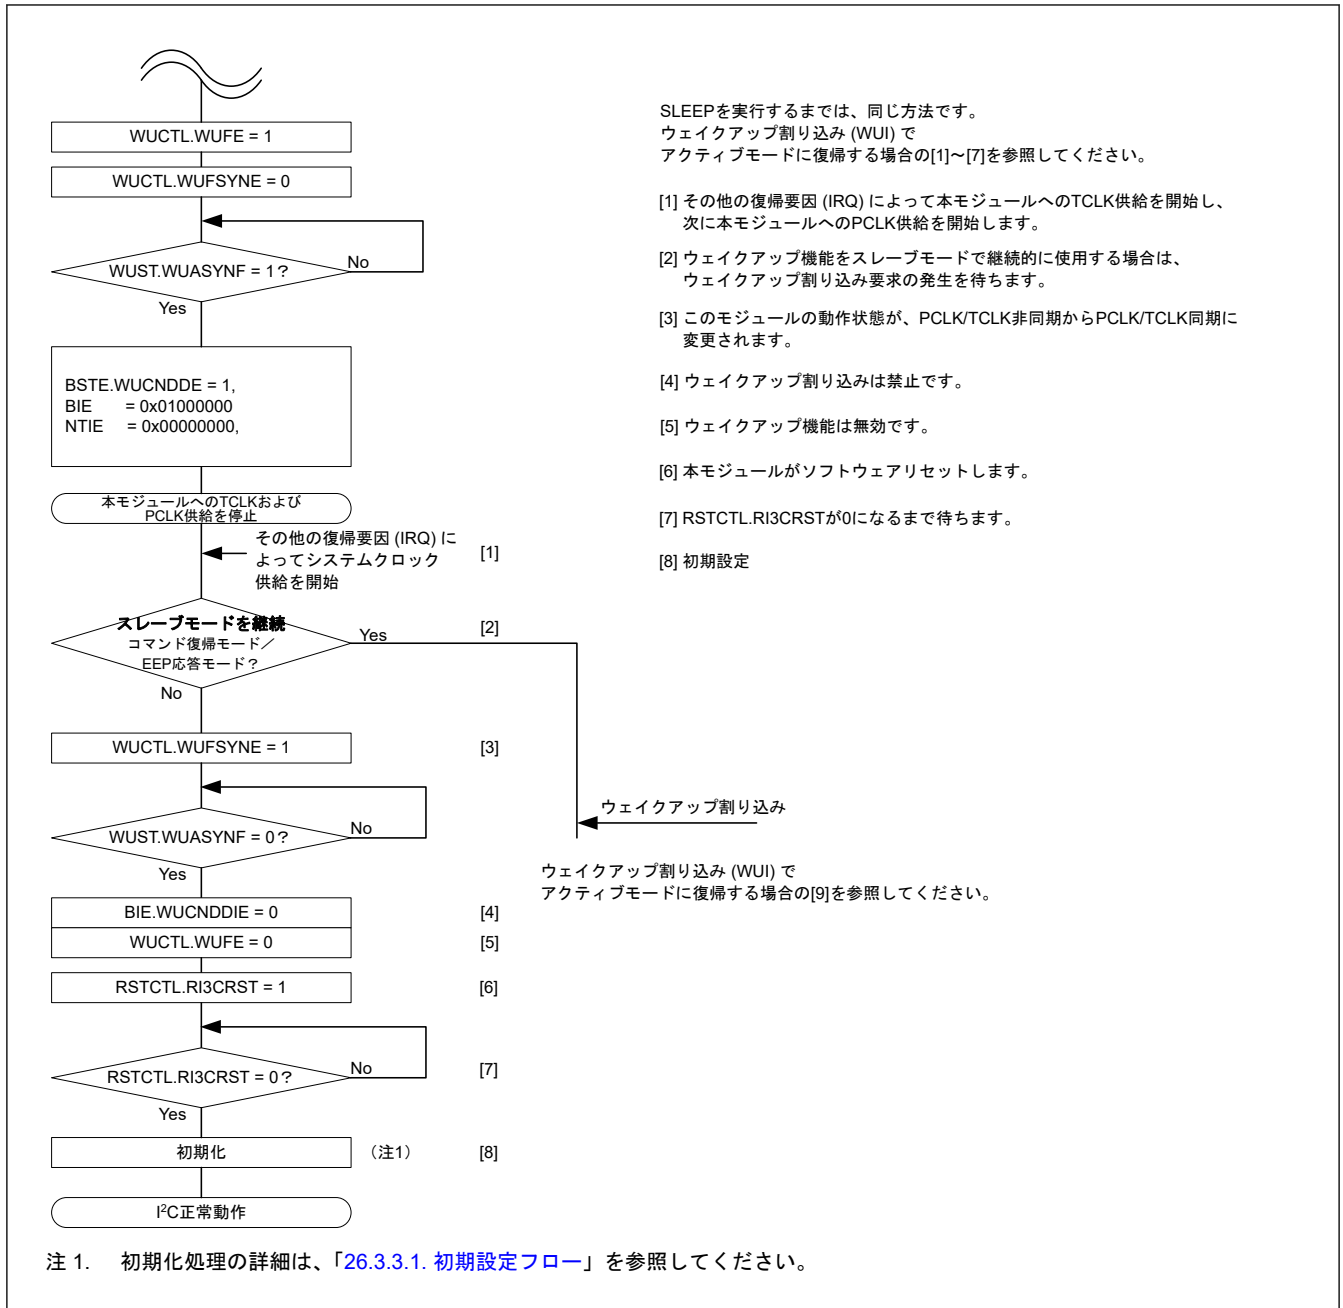 WUCTL.WUFE = 1
WUCTL.WUFSYNE = 0
WUST.WUASYNF = 1?
No
Yes
BSTE.WUCNDDE = 1,
BIE = 0x01000000
NTIE = 0x00000000,
本モジュールへのTCLKおよび
PCLK供給を停止
その他の復帰要因 (IRQ) に
よってシステムクロック
供給を開始
[1]
スレーブモードを継続
コマンド復帰モード／
EEP応答モード？
Yes
[2]
No
WUCTL.WUFSYNE = 1
[3]
WUST.WUASYNF = 0?
No
Yes
ウェイクアップ割り込み
ウェイクアップ割り込み (WUI) で
アクティブモードに復帰する場合の[9]を参照してください。
BIE.WUCNDDIE = 0
[4]
WUCTL.WUFE = 0
[5]
RSTCTL.RI3CRST = 1
[6]
RSTCTL.RI3CRST = 0?
No
[7]
Yes
初期化
（注1）
[8]
I²C正常動作
SLEEPを実行するまでは、同じ方法です。
ウェイクアップ割り込み (WUI) で
アクティブモードに復帰する場合の[1]～[7]を参照してください。
[1] その他の復帰要因 (IRQ) によって本モジュールへのTCLK供給を開始し、
次に本モジュールへのPCLK供給を開始します。
[2] ウェイクアップ機能をスレーブモードで継続的に使用する場合は、
ウェイクアップ割り込み要求の発生を待ちます。
[3] このモジュールの動作状態が、PCLK/TCLK非同期からPCLK/TCLK同期に
変更されます。
[4] ウェイクアップ割り込みは禁止です。
[5] ウェイクアップ機能は無効です。
[6] 本モジュールがソフトウェアリセットします。
[7] RSTCTL.RI3CRSTが0になるまで待ちます。
[8] 初期設定
注 1. 初期化処理の詳細は、「26.3.3.1. 初期設定フロー」を参照してください。